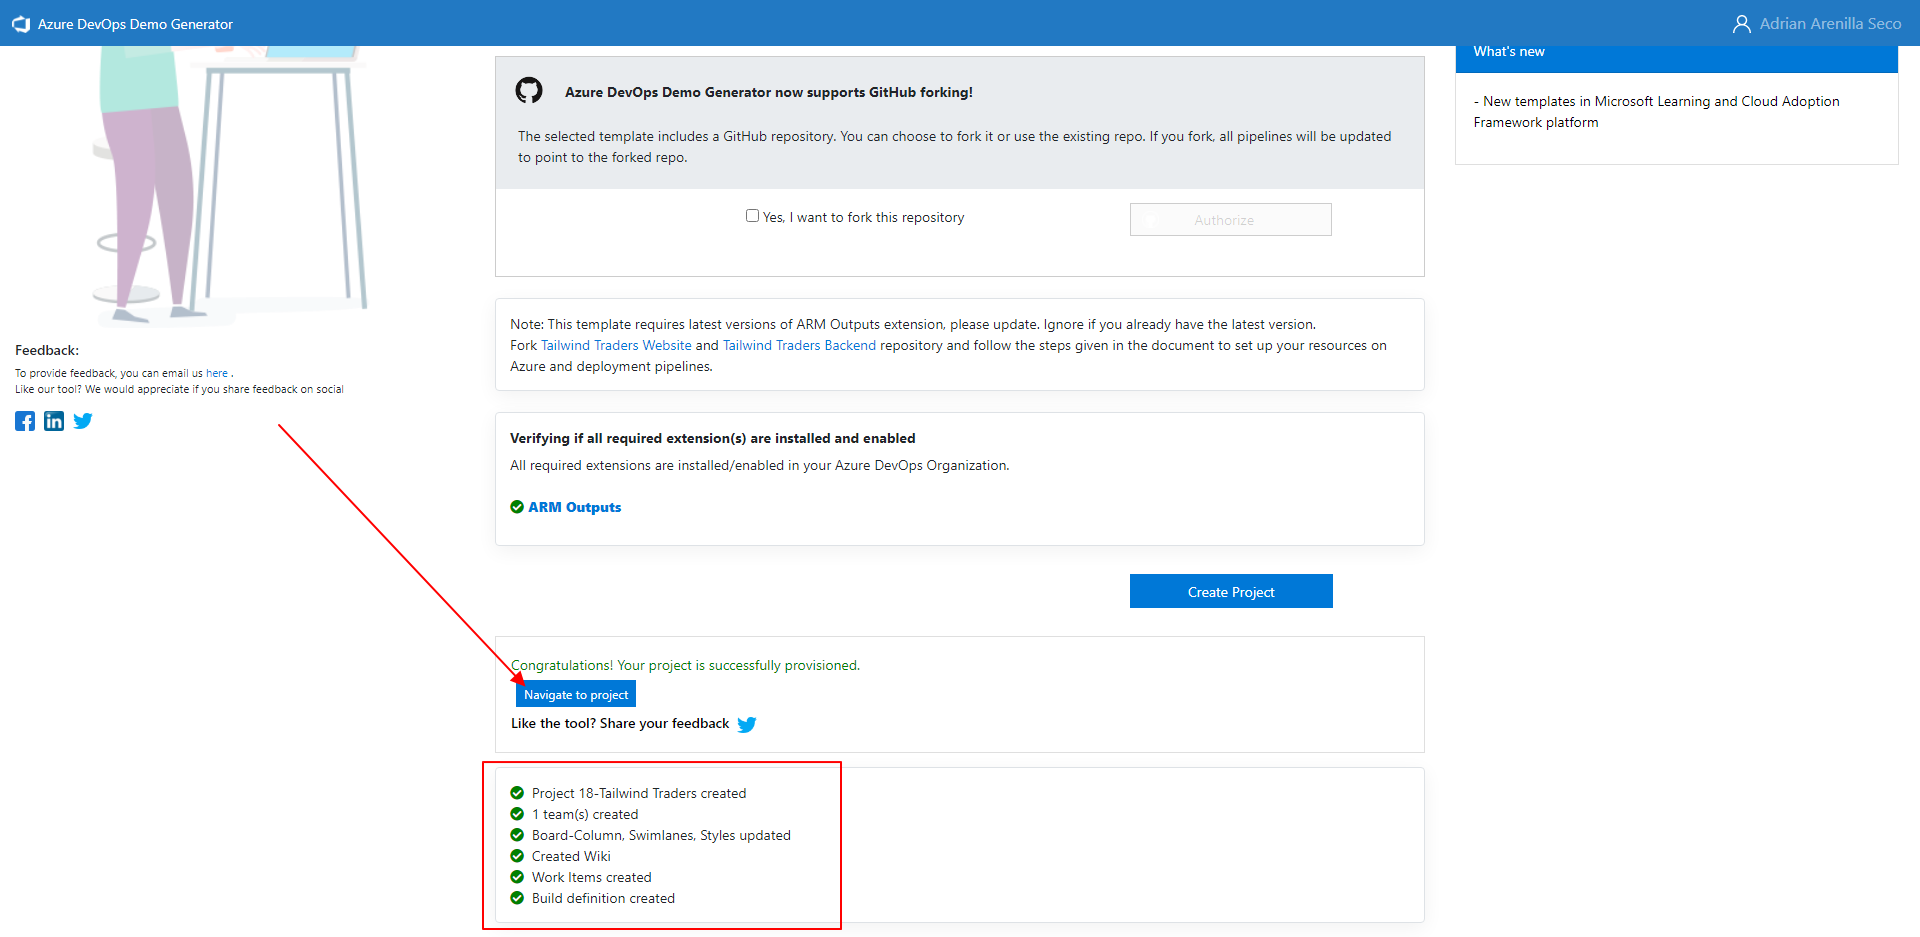 Azure DevOps Demo Generator
Adrian Arenilla Seco
Feedback:
To provide feedback, you can email us here .
Like our tool? We would appreciate if you share feedback on social
Azure DevOps Demo Generator now supports GitHub forking!
The selected template includes a GitHub repository. You can choose to fork it or use the existing repo. If you fork, all pipelines will be updated
to point to the forked repo.
Yes, I want to fork this repository
Authorize
Note: This template requires latest versions of ARM Outputs extension, please update. Ignore if you already have the latest version.
Fork Tailwind Traders Website and Tailwind Traders Backend repository and follow the steps given in the document to set up your resources on
Azure and deployment pipelines.
Verifying if all required extension(s) are installed and enabled
All required extensions are installed/enabled in your Azure DevOps Organization.
ARM Outputs
Create Project
Congratulations! Your project is successfully provisioned.
Navigate to project
Like the tool? Share your feedback
Project 18-Tailwind Traders created
1 team(s) created
Board-Column, Swimlanes, Styles updated
Created Wiki
Work Items created
Build definition created
What's new
- New templates in Microsoft Learning and Cloud Adoption
Framework platform